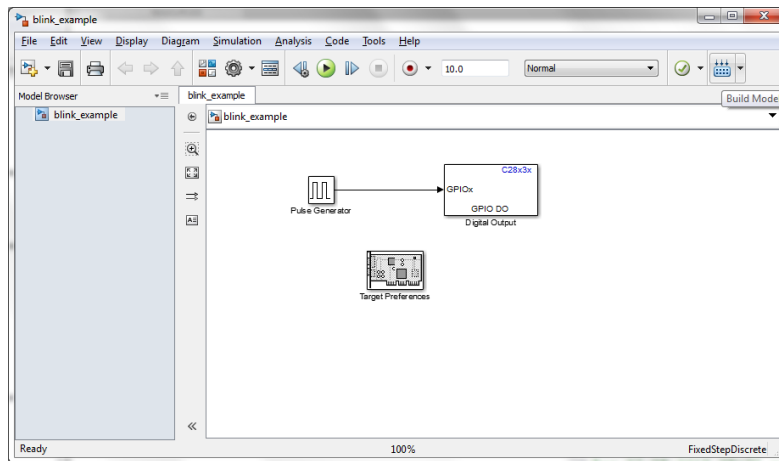 blink_example
File Edit View Display Diagram Simulation Analysis Code Tools Help
10.0 Normal
Build Mode
Model Browser
blink_example
blink_example
blink_example
C28x3x
GPIOx
GPIO DO
Pulse Generator
Digital Output
Target Preferences
Ready 100% FixedStepDiscrete